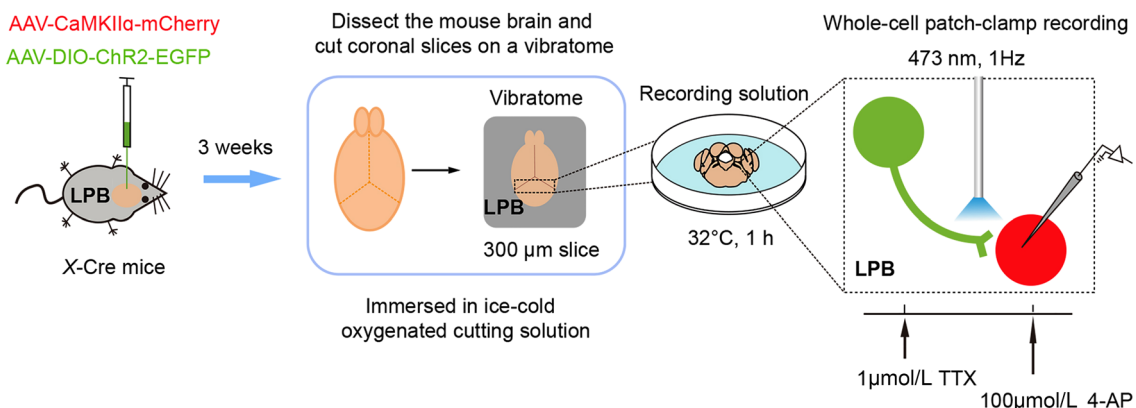 AAV-CaMKIIα-mCherry
AAV-DIO-ChR2-EGFP
LPB
X-Cre mice
3 weeks
Dissect the mouse brain and
cut coronal slices on a vibratome
Vibratome
LPB
300 µm slice
Immersed in ice-cold
oxygenated cutting solution
Recording solution
32°C, 1 h
Whole-cell patch-clamp recording
473 nm, 1Hz
LPB
1µmol/L TTX
100µmol/L 4-AP